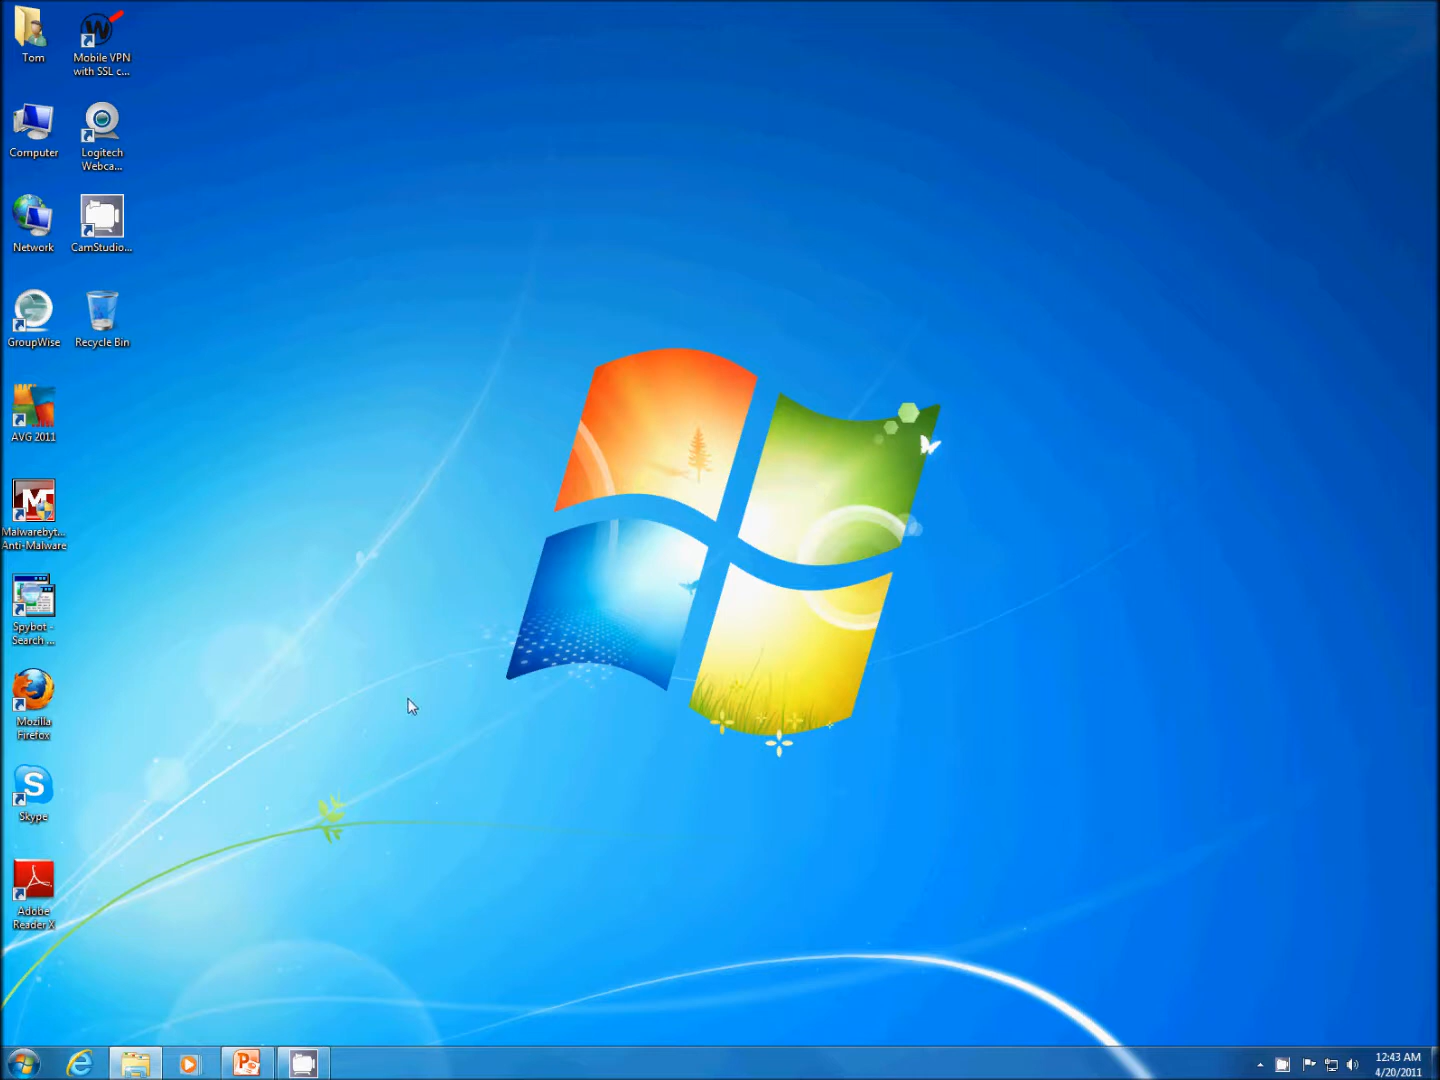 Tom
Mobile VPN
with SSL c...
Computer
Logitech
Webca...
Network
CamStudio...
GroupWise
Recycle Bin
AVG 2011
Malwarebyt...
Anti-Malware
Spybot -
Search ...
Mozilla
Firefox
Skype
Adobe
Reader X
12:43 AM
4/20/2011